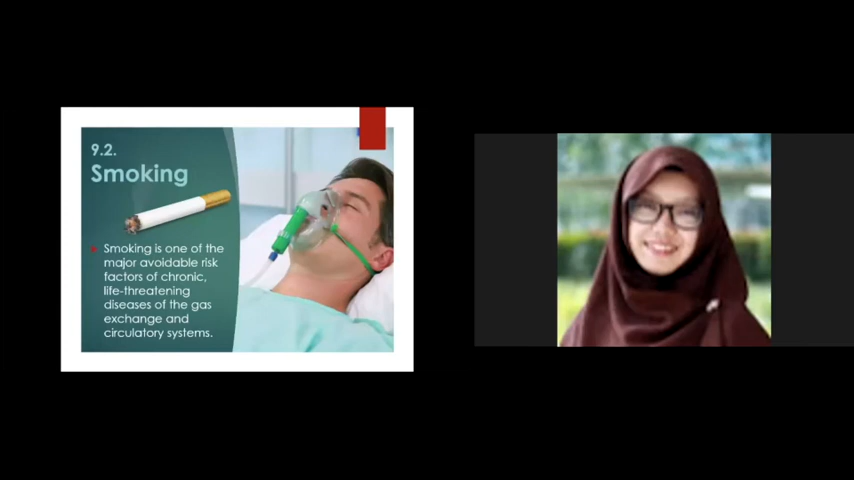 9.2.
Smoking
Smoking is one of the
major avoidable risk
factors of chronic,
life-threatening
diseases of the gas
exchange and
circulatory systems.